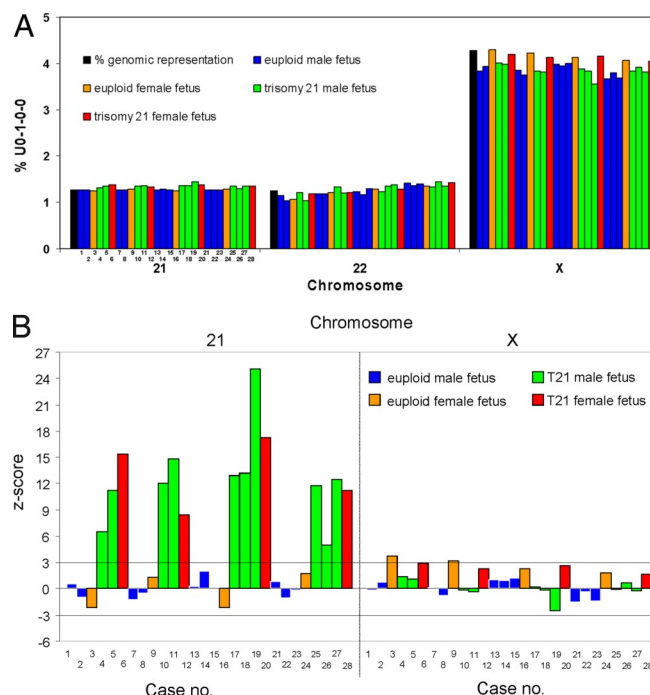 A
% U0-1-0-0
5
4
3
2
1
0
% genomic representation
euploid male fetus
euploid female fetus
trisomy 21 male fetus
trisomy 21 female fetus
1 3 5 7 9 11 13 15 17 19 21 23 25 27
2 4 6 8 10 12 14 16 18 20 22 24 26 28
21 22 X
Chromosome
B
Chromosome
21 X
z-score
27
24
21
18
15
12
9
6
3
0
-3
-6
euploid male fetus
T21 male fetus
euploid female fetus
T21 female fetus
1 3 5 7 9 11 13 15 17 19 21 23 25 27
2 4 6 8 10 12 14 16 18 20 22 24 26 28
1 3 5 7 9 11 13 15 17 19 21 23 25 27
2 4 6 8 10 12 14 16 18 20 22 24 26 28
Case no. Case no.